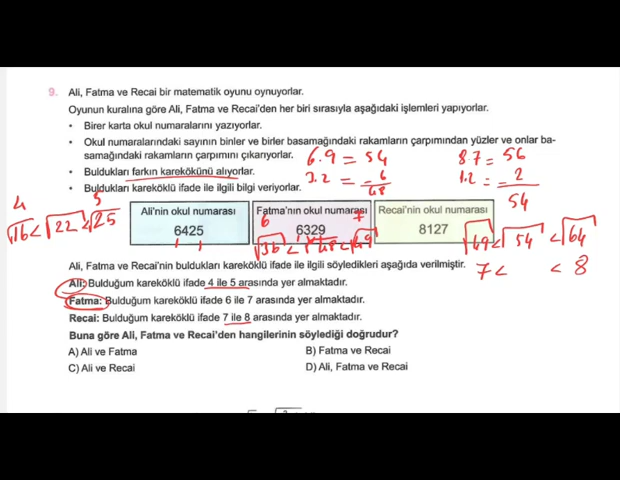 9. Ali, Fatma ve Recai bir matematik oyunu oynuyorlar.
Oyunun kuralına göre Ali, Fatma ve Recai'den her biri sırasıyla aşağıdaki işlemleri yapıyorlar.
• Birer karta okul numaralarını yazıyorlar.
• Okul numaralarındaki sayının binler ve birler basamağındaki rakamların çarpımından yüzler ve onlar ba-
samağındaki rakamların çarpımını çıkarıyorlar.
6.9 = 54
8.7 = 56
• Buldukları farkın karekökünü alıyorlar.
3.2 = 6
1.2 = 2
• Buldukları kareköklü ifade ile ilgili bilgi veriyorlar.
48
54
4 5
√16 < √22 < √25
Ali'nin okul numarası
6425
Fatma'nın okul numarası
6329
Recai'nin okul numarası
8127
6 7
√36 < √48 < √49
√49 < √54 < √64
7 < < 8
Ali, Fatma ve Recai'nin buldukları kareköklü ifade ile ilgili söyledikleri aşağıda verilmiştir.
Ali: Bulduğum kareköklü ifade 4 ile 5 arasında yer almaktadır.
Fatma: Bulduğum kareköklü ifade 6 ile 7 arasında yer almaktadır.
Recai: Bulduğum kareköklü ifade 7 ile 8 arasında yer almaktadır.
Buna göre Ali, Fatma ve Recai'den hangilerinin söylediği doğrudur?
A) Ali ve Fatma
B) Fatma ve Recai
C) Ali ve Recai
D) Ali, Fatma ve Recai